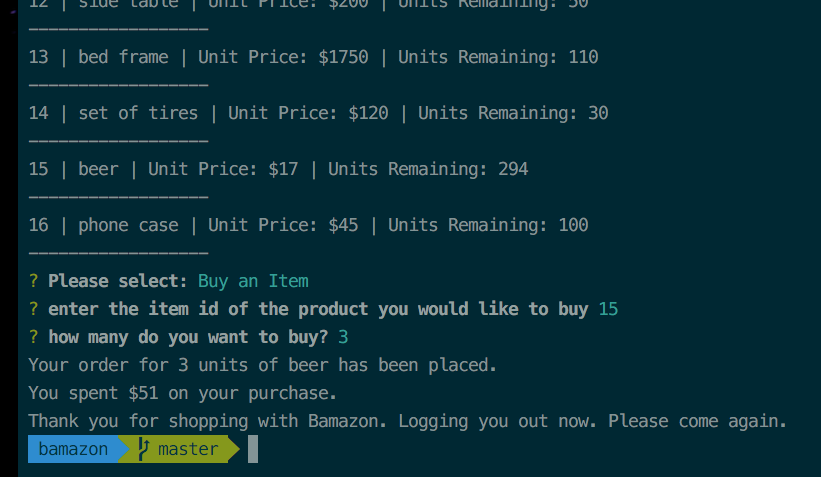 12 | side table | Unit Price: $200 | Units Remaining: 50
------------------
13 | bed frame | Unit Price: $1750 | Units Remaining: 110
------------------
14 | set of tires | Unit Price: $120 | Units Remaining: 30
------------------
15 | beer | Unit Price: $17 | Units Remaining: 294
------------------
16 | phone case | Unit Price: $45 | Units Remaining: 100
------------------
? Please select: Buy an Item
? enter the item id of the product you would like to buy 15
? how many do you want to buy? 3
Your order for 3 units of beer has been placed.
You spent $51 on your purchase.
Thank you for shopping with Bamazon. Logging you out now. Please come again.
bamazon master